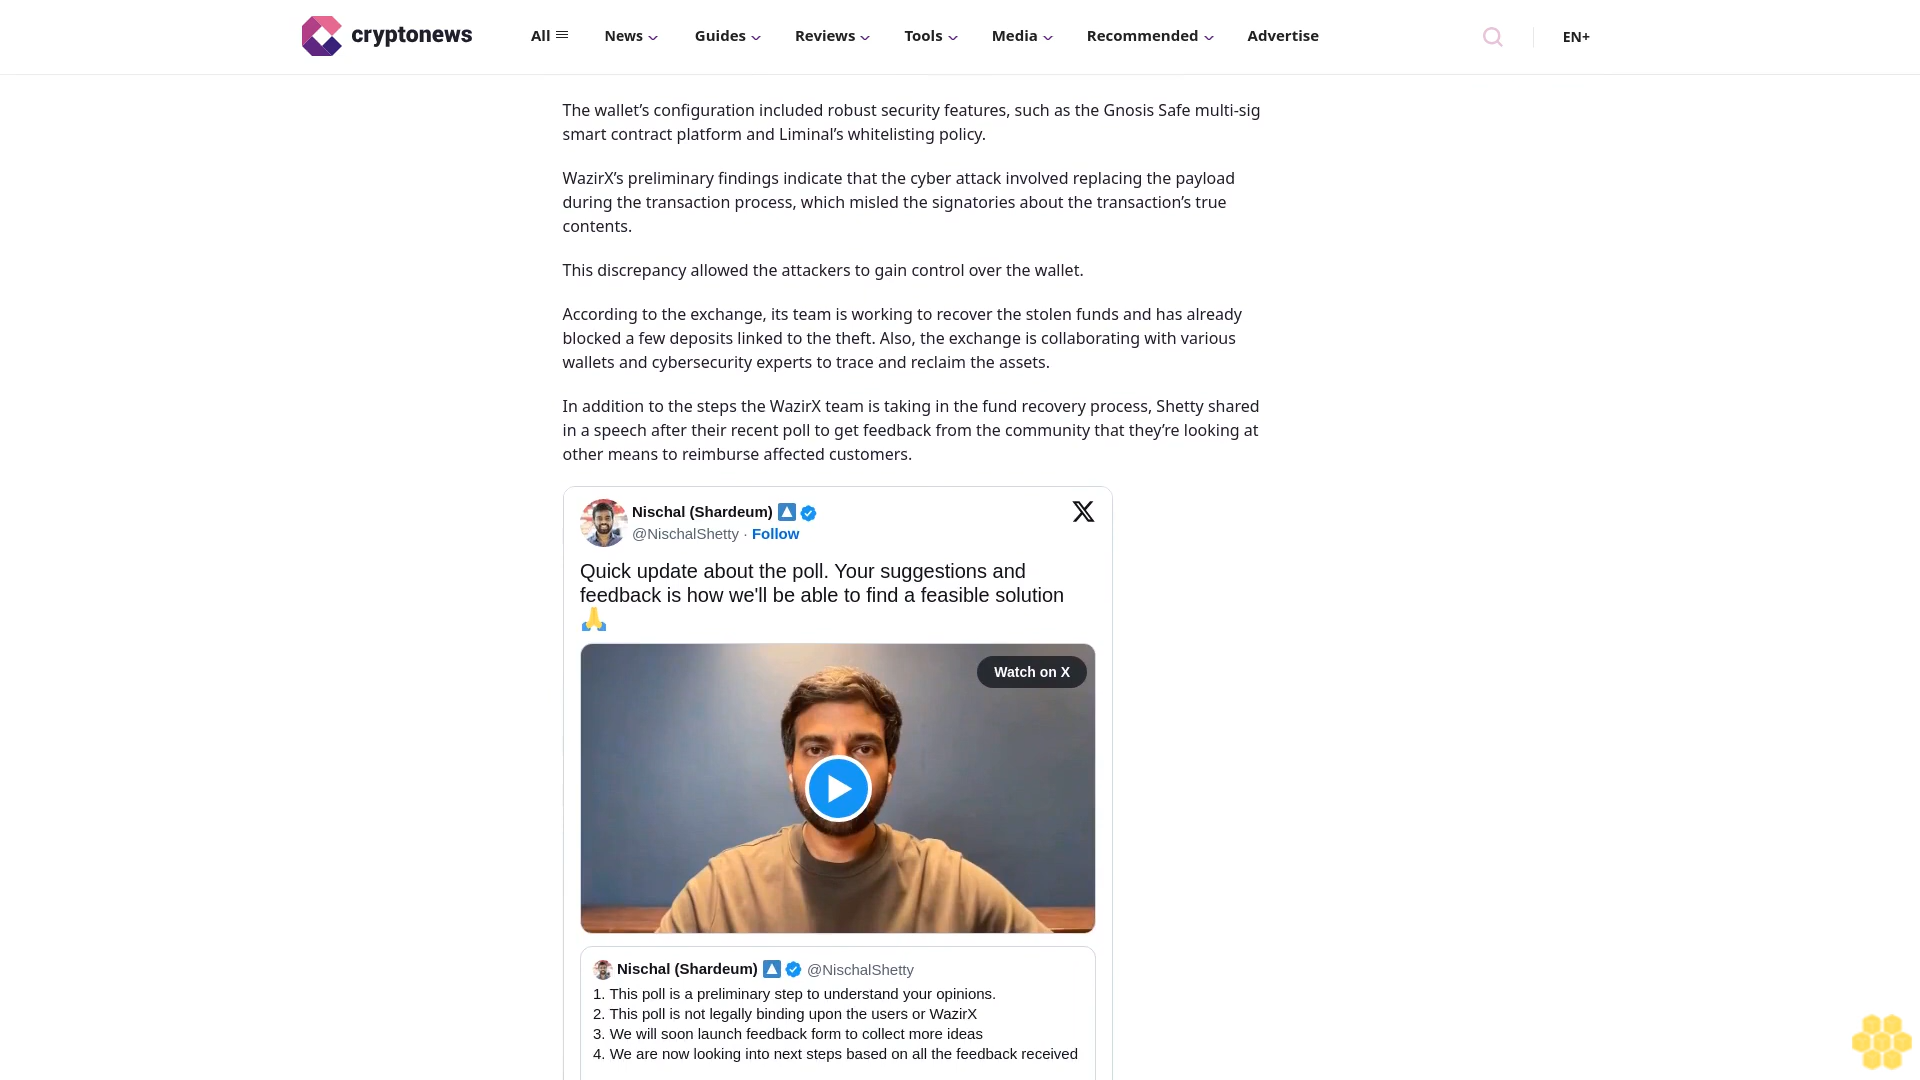 cryptonews
All
News
Guides
Reviews
Tools
Media
Recommended
Advertise
EN+
The wallet’s configuration included robust security features, such as the Gnosis Safe multi-sig
smart contract platform and Liminal’s whitelisting policy.
WazirX’s preliminary findings indicate that the cyber attack involved replacing the payload
during the transaction process, which misled the signatories about the transaction’s true
contents.
This discrepancy allowed the attackers to gain control over the wallet.
According to the exchange, its team is working to recover the stolen funds and has already
blocked a few deposits linked to the theft. Also, the exchange is collaborating with various
wallets and cybersecurity experts to trace and reclaim the assets.
In addition to the steps the WazirX team is taking in the fund recovery process, Shetty shared
in a speech after their recent poll to get feedback from the community that they’re looking at
other means to reimburse affected customers.
Nischal (Shardeum)
@NischalShetty · Follow
Quick update about the poll. Your suggestions and
feedback is how we'll be able to find a feasible solution
🙏
Watch on X
Nischal (Shardeum) @NischalShetty
1. This poll is a preliminary step to understand your opinions.
2. This poll is not legally binding upon the users or WazirX
3. We will soon launch feedback form to collect more ideas
4. We are now looking into next steps based on all the feedback received